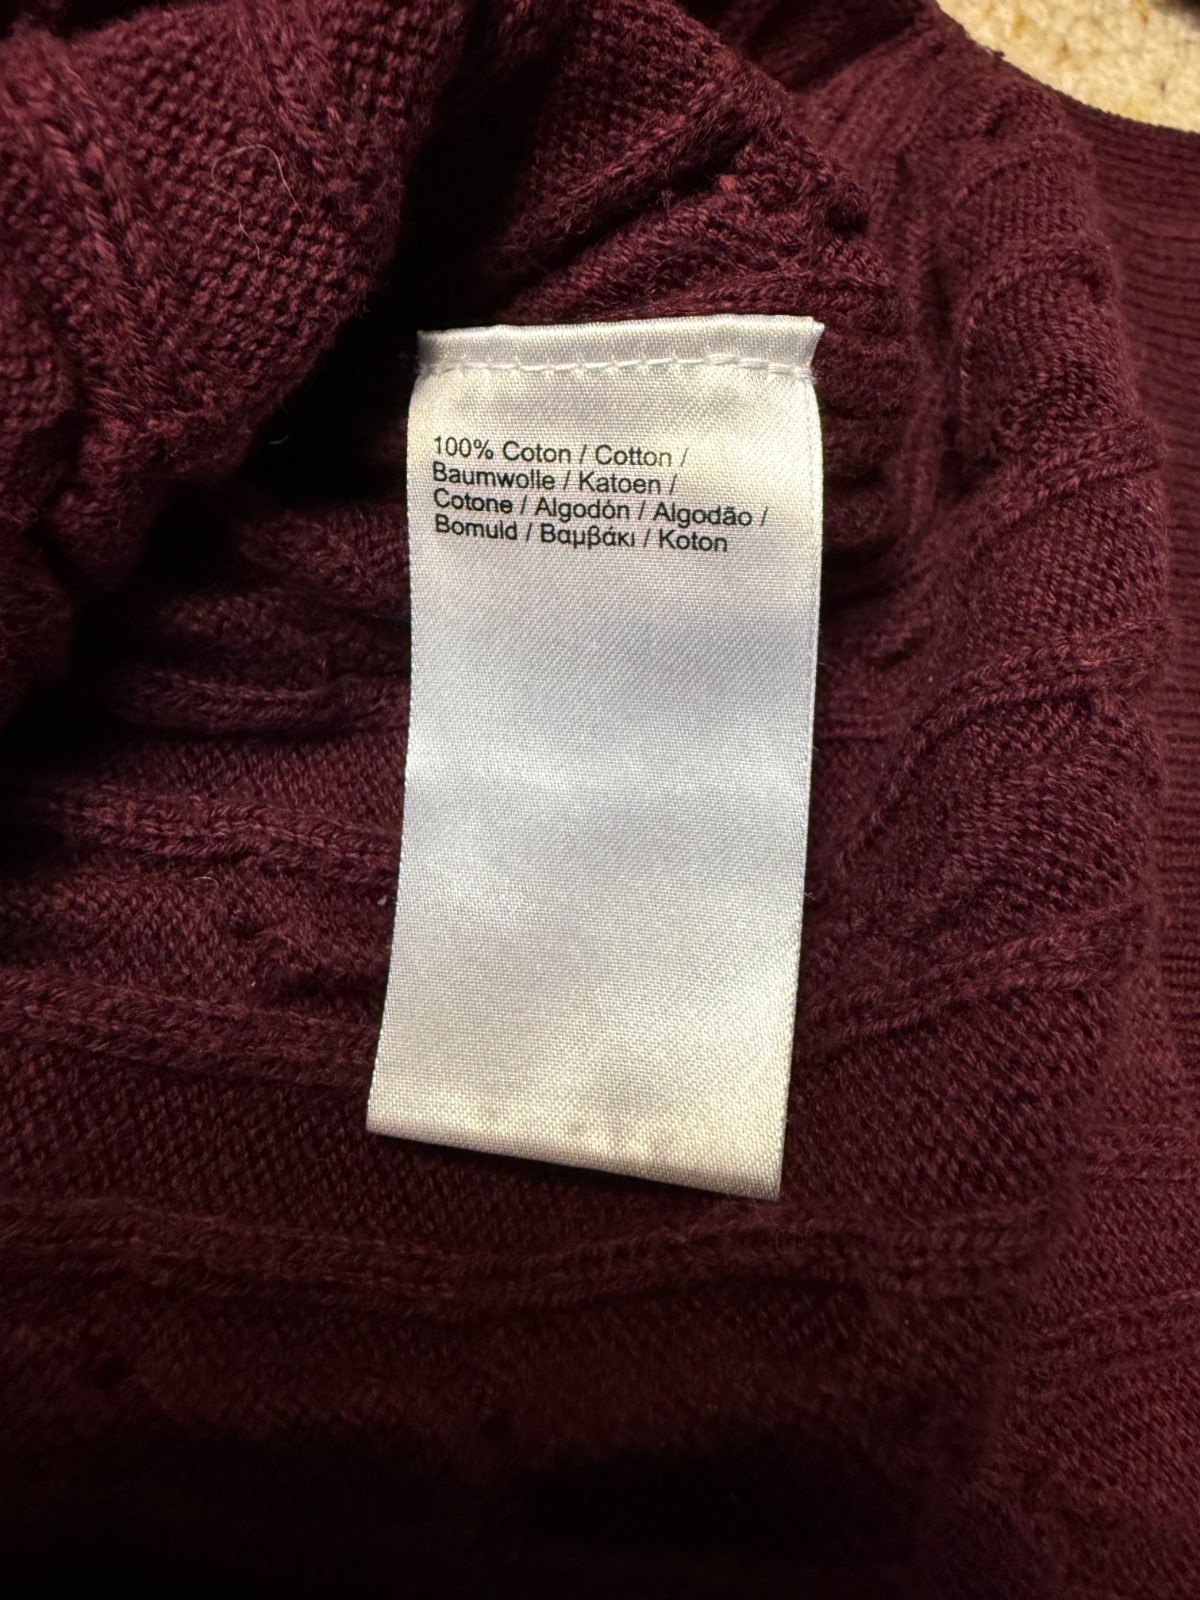 100% Coton / Cotton /
Baumwolle / Katoen /
Cotone / Algodón / Algodão /
Bomuld / Βαμβάκι / Koton